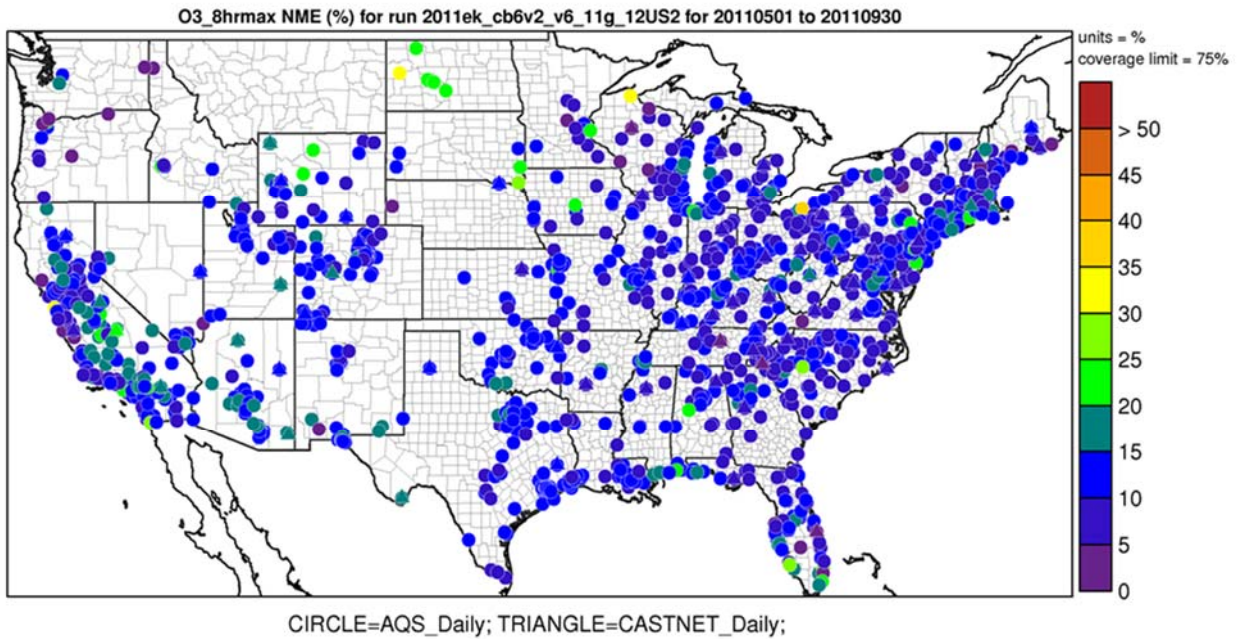 O3_8hrmax NME (%) for run 2011ek_cb6v2_v6_11g_12US2 for 20110501 to 20110930
units = %
coverage limit = 75%
> 50
45
40
35
30
25
20
15
10
5
0
CIRCLE=AQS_Daily; TRIANGLE=CASTNET_Daily;